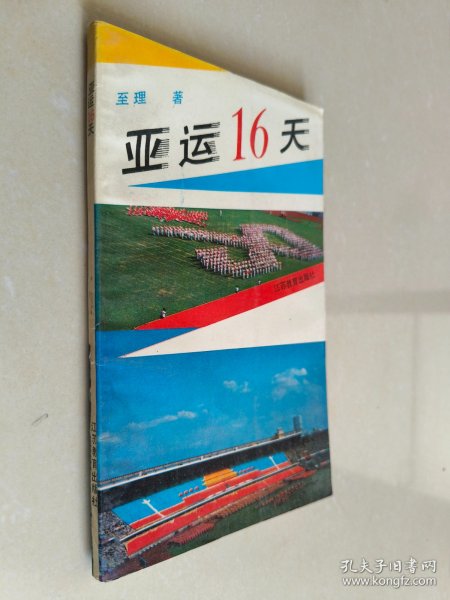 亚运16天
江苏教育出版社
至理 著
亚运16天
江苏教育出版社
孔夫子旧书网
www.kongfz.com